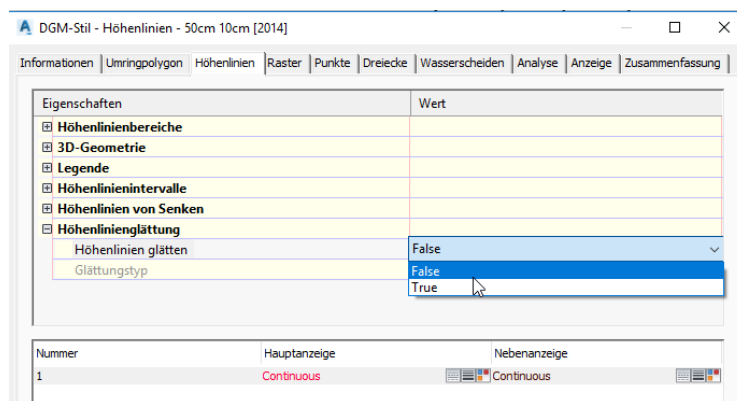 DGM-Stil - Höhenlinien - 50cm 10cm [2014]
Informationen Umringpolygon Höhenlinien Raster Punkte Dreiecke Wasserscheiden Analyse Anzeige Zusammenfassung
Eigenschaften Wert
Höhenlinienbereiche
3D-Geometrie
Legende
Höhenlinienintervalle
Höhenlinien von Senken
Höhenlinienglättung
Höhenlinien glätten False
Glättungstyp False
True
Nummer Hauptanzeige Nebenanzeige
1 Continuous Continuous